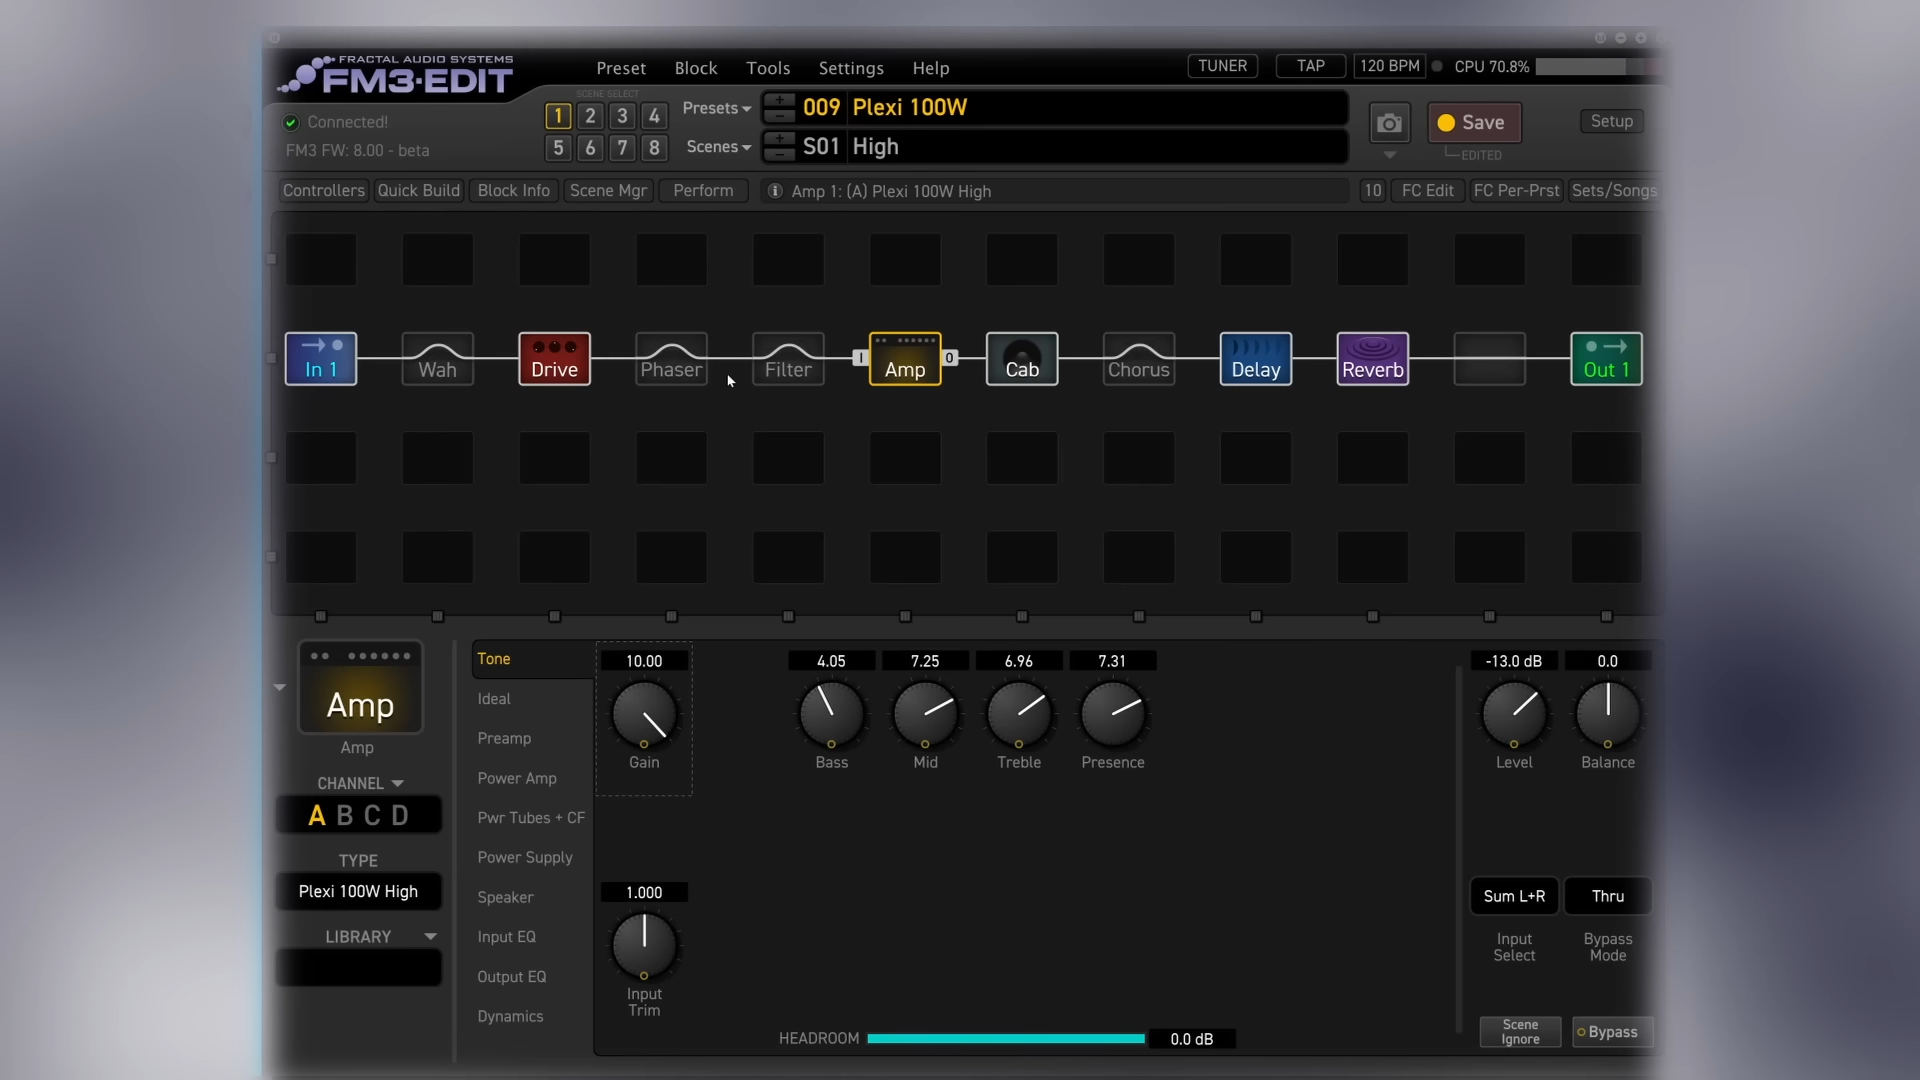 FRACTAL AUDIO SYSTEMS
FM3-EDIT
Preset Block Tools Settings Help
TUNER TAP 120 BPM CPU 70.8%
SCENE SELECT
1 2 3 4
5 6 7 8
Presets
009 Plexi 100W
Scenes
S01 High
Connected!
FM3 FW: 8.00 - beta
Save
EDITED
Setup
Controllers Quick Build Block Info Scene Mgr Perform
Amp 1: (A) Plexi 100W High
10 FC Edit FC Per-Prst Sets/Songs
In 1 Wah Drive Phaser Filter I Amp O Cab Chorus Delay Reverb Out 1
Amp
Amp
CHANNEL
A B C D
TYPE
Plexi 100W High
LIBRARY
Tone
Ideal
Preamp
Power Amp
Pwr Tubes + CF
Power Supply
Speaker
Input EQ
Output EQ
Dynamics
10.00 4.05 7.25 6.96 7.31 -13.0 dB 0.0
Gain Bass Mid Treble Presence Level Balance
1.000
Input
Trim
Sum L+R Thru
Input
Select
Bypass
Mode
HEADROOM 0.0 dB
Scene
Ignore
Bypass